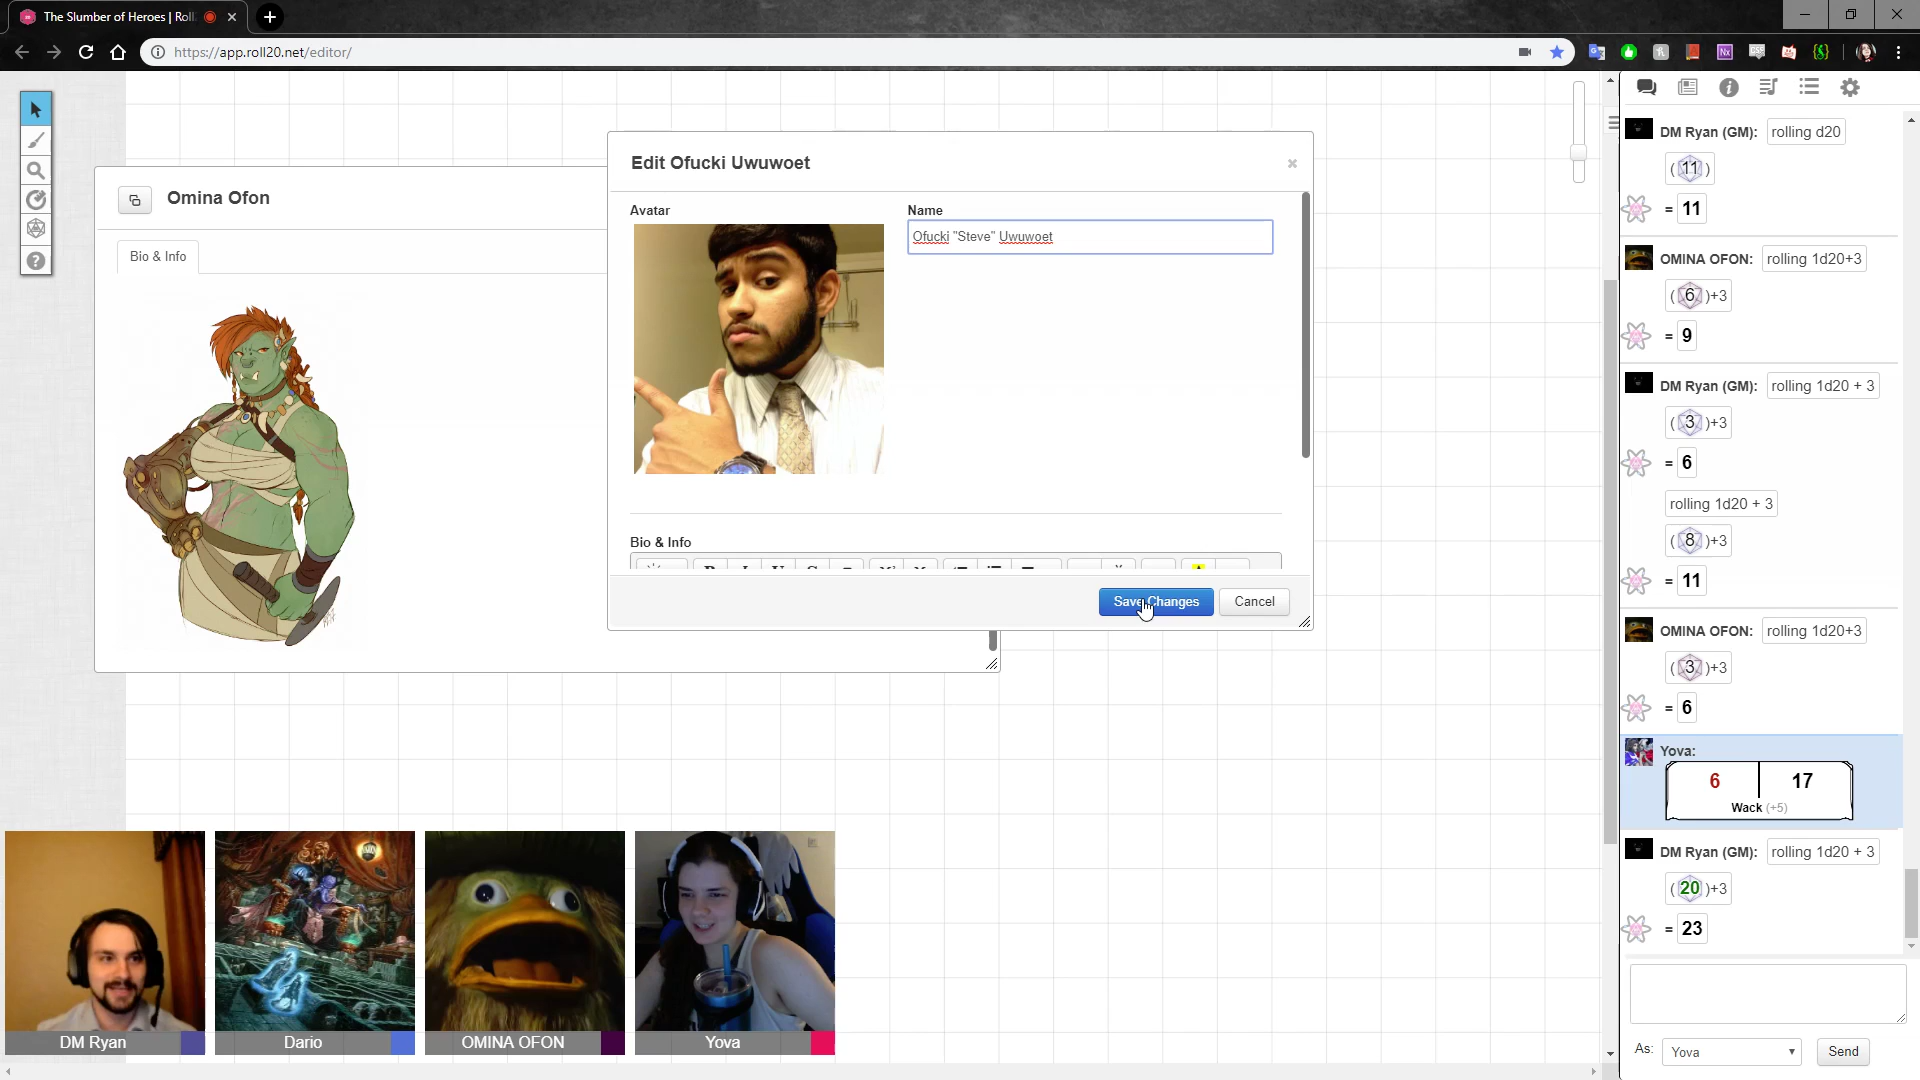 The Slumber of Heroes | Roll
https://app.roll20.net/editor/
Omina Ofon
Bio & Info
Edit Ofucki Uwuwoet
Avatar
Name
Ofucki "Steve" Uwuwoet
Bio & Info
Save Changes
Cancel
DM Ryan (GM): rolling d20
(11)
= 11
OMINA OFON: rolling 1d20+3
(6)+3
= 9
DM Ryan (GM): rolling 1d20 + 3
(3)+3
= 6
rolling 1d20 + 3
(8)+3
= 11
OMINA OFON: rolling 1d20+3
(3)+3
= 6
Yova:
6 17
Wack (+5)
DM Ryan (GM): rolling 1d20 + 3
(20)+3
= 23
As: Yova Send
DM Ryan
Dario
OMINA OFON
Yova